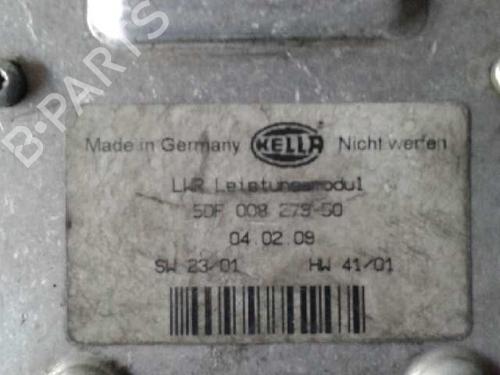 B-PARTS
Made in Germany HELLA Nicht werfen
LWR Leistungsmodul
5DF 008 279-50
04.02.09
SW 23/01 HW 41/01